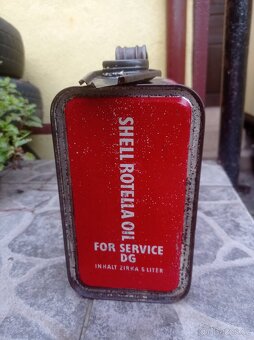 SHELL ROTELLA OIL
FOR SERVICE
DG
INHALT ZIRKA 5 LITER